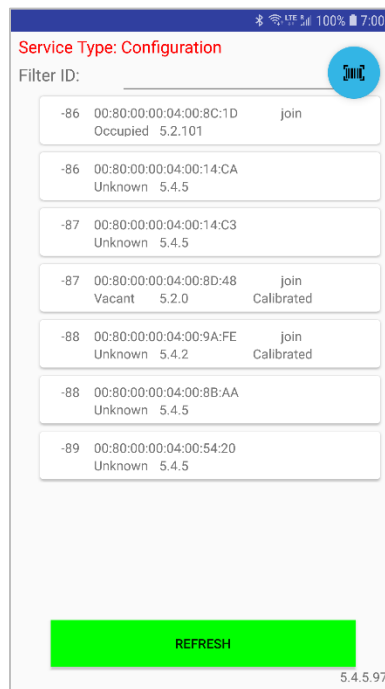 LTE 100% 7:00
Service Type: Configuration
Filter ID:
-86 00:80:00:00:04:00:8C:1D join
Occupied 5.2.101
-86 00:80:00:00:04:00:14:CA
Unknown 5.4.5
-87 00:80:00:00:04:00:14:C3
Unknown 5.4.5
-87 00:80:00:00:04:00:8D:48 join
Vacant 5.2.0 Calibrated
-88 00:80:00:00:04:00:9A:FE join
Unknown 5.4.2 Calibrated
-88 00:80:00:00:04:00:8B:AA
Unknown 5.4.5
-89 00:80:00:00:04:00:54:20
Unknown 5.4.5
REFRESH
5.4.5.97